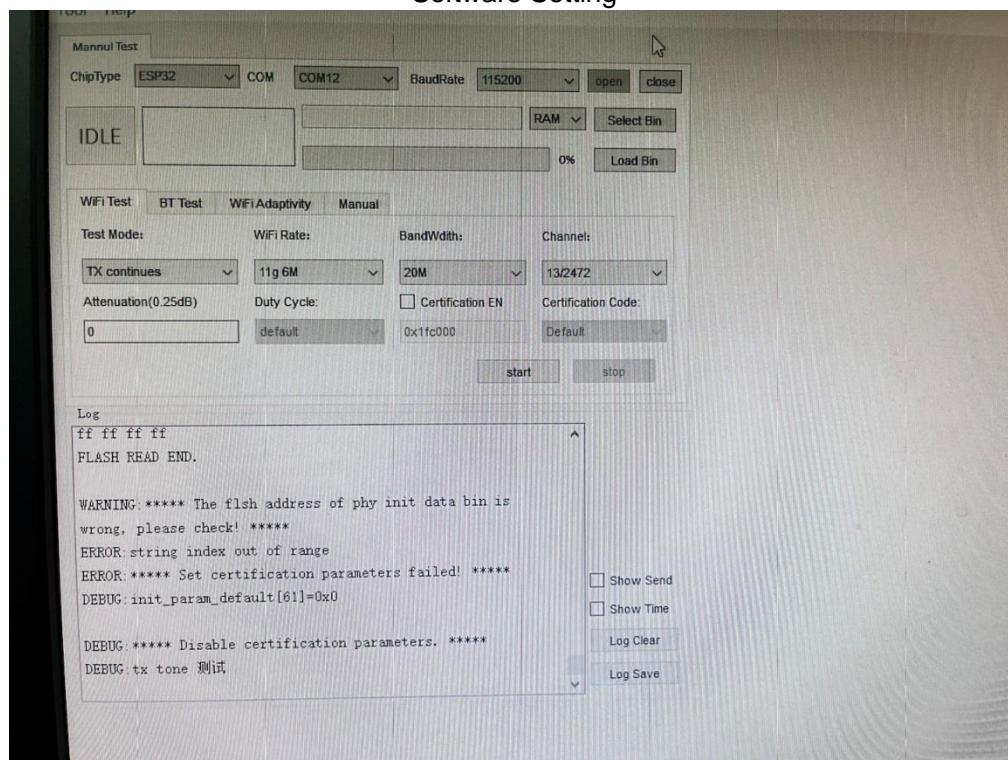 Software Setting
Tool Help
Mannul Test
ChipType ESP32 COM COM12 BaudRate 115200 open close
IDLE RAM Select Bin
0% Load Bin
WiFi Test BT Test WiFi Adaptivity Manual
Test Mode: WiFi Rate: BandWdith: Channel:
TX continues 11g 6M 20M 13/2472
Attenuation(0.25dB) Duty Cycle: Certification EN Certification Code:
0 default 0x1fc000 Default
start stop
Log
ff ff ff ff
FLASH READ END.
WARNING:***** The flsh address of phy init data bin is
wrong, please check! *****
ERROR:string index out of range
ERROR:***** Set certification parameters failed! *****
Show Send
DEBUG:init_param_default[61]=0x0
Show Time
DEBUG:***** Disable certification parameters. *****
Log Clear
DEBUG:tx tone 测试
Log Save